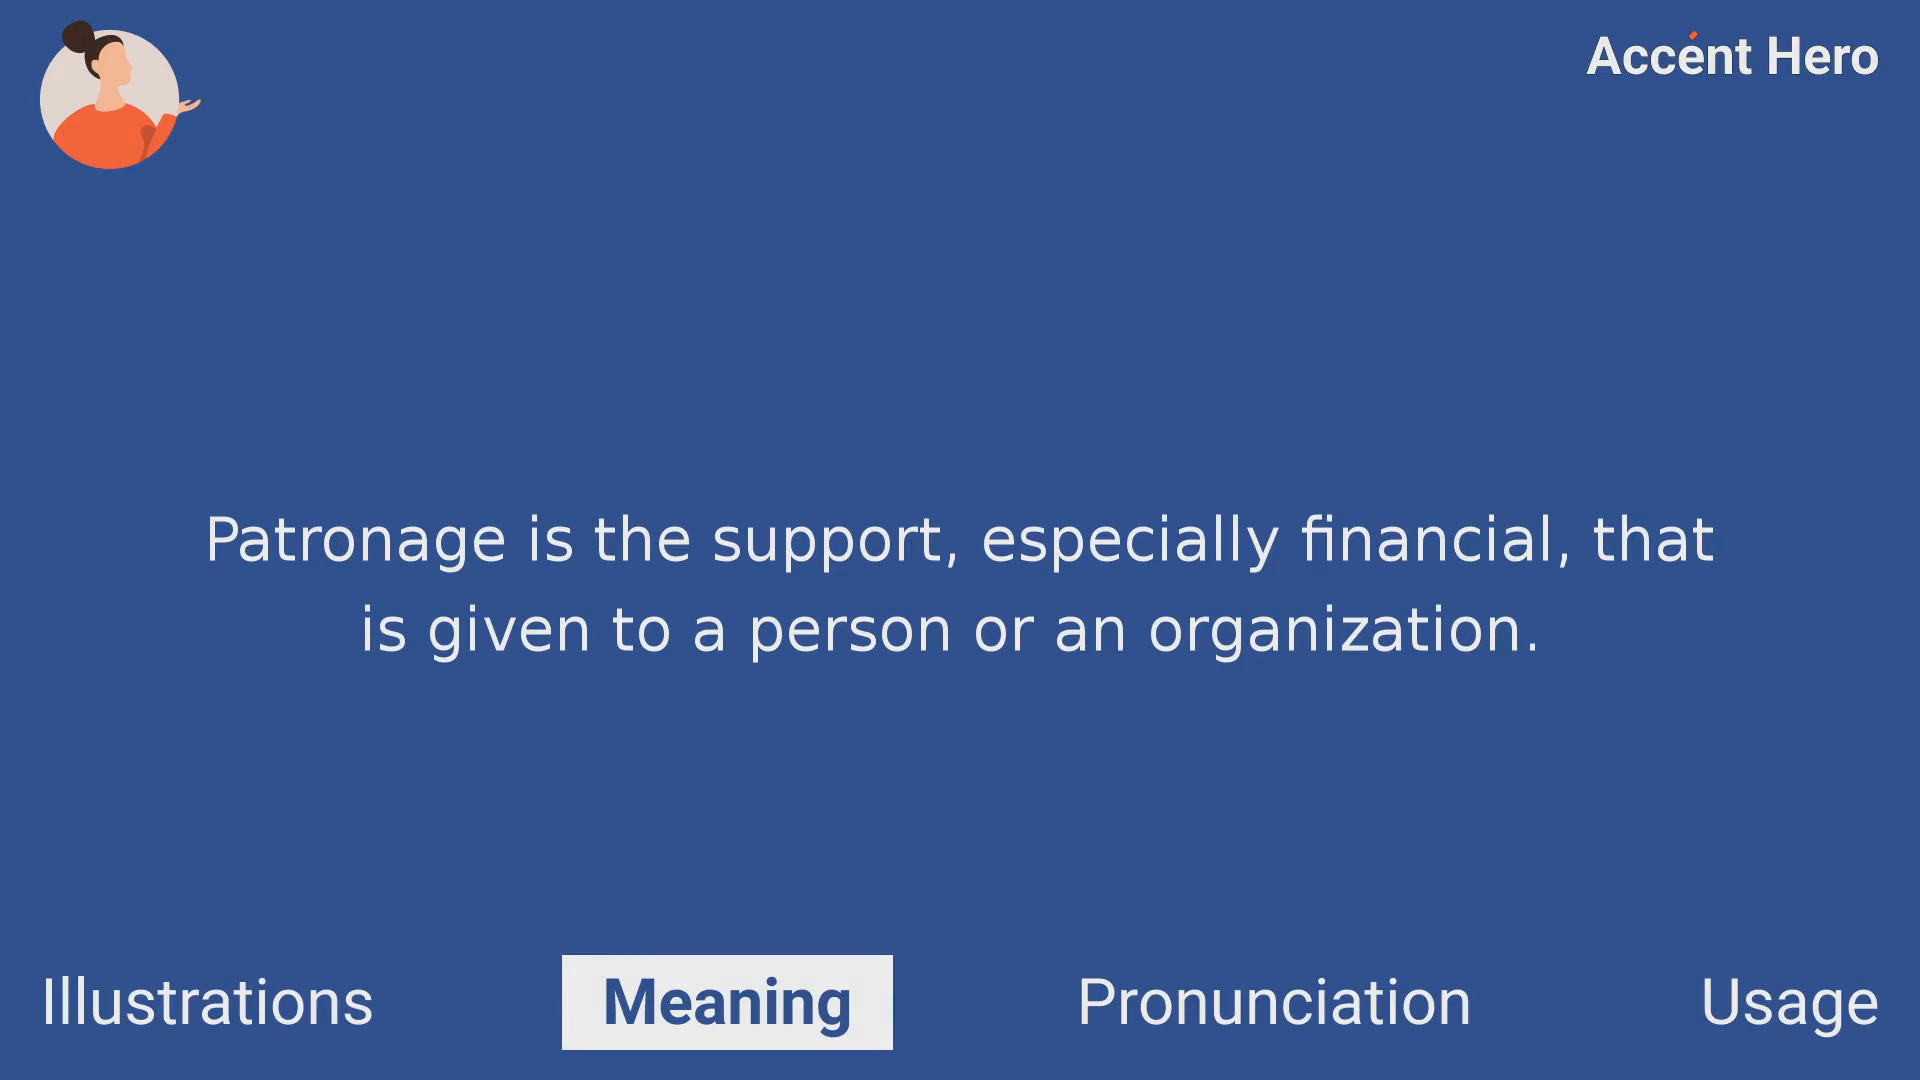 Accént Hero
Patronage is the support, especially financial, that
is given to a person or an organization.
Illustrations
Meaning
Pronunciation
Usage